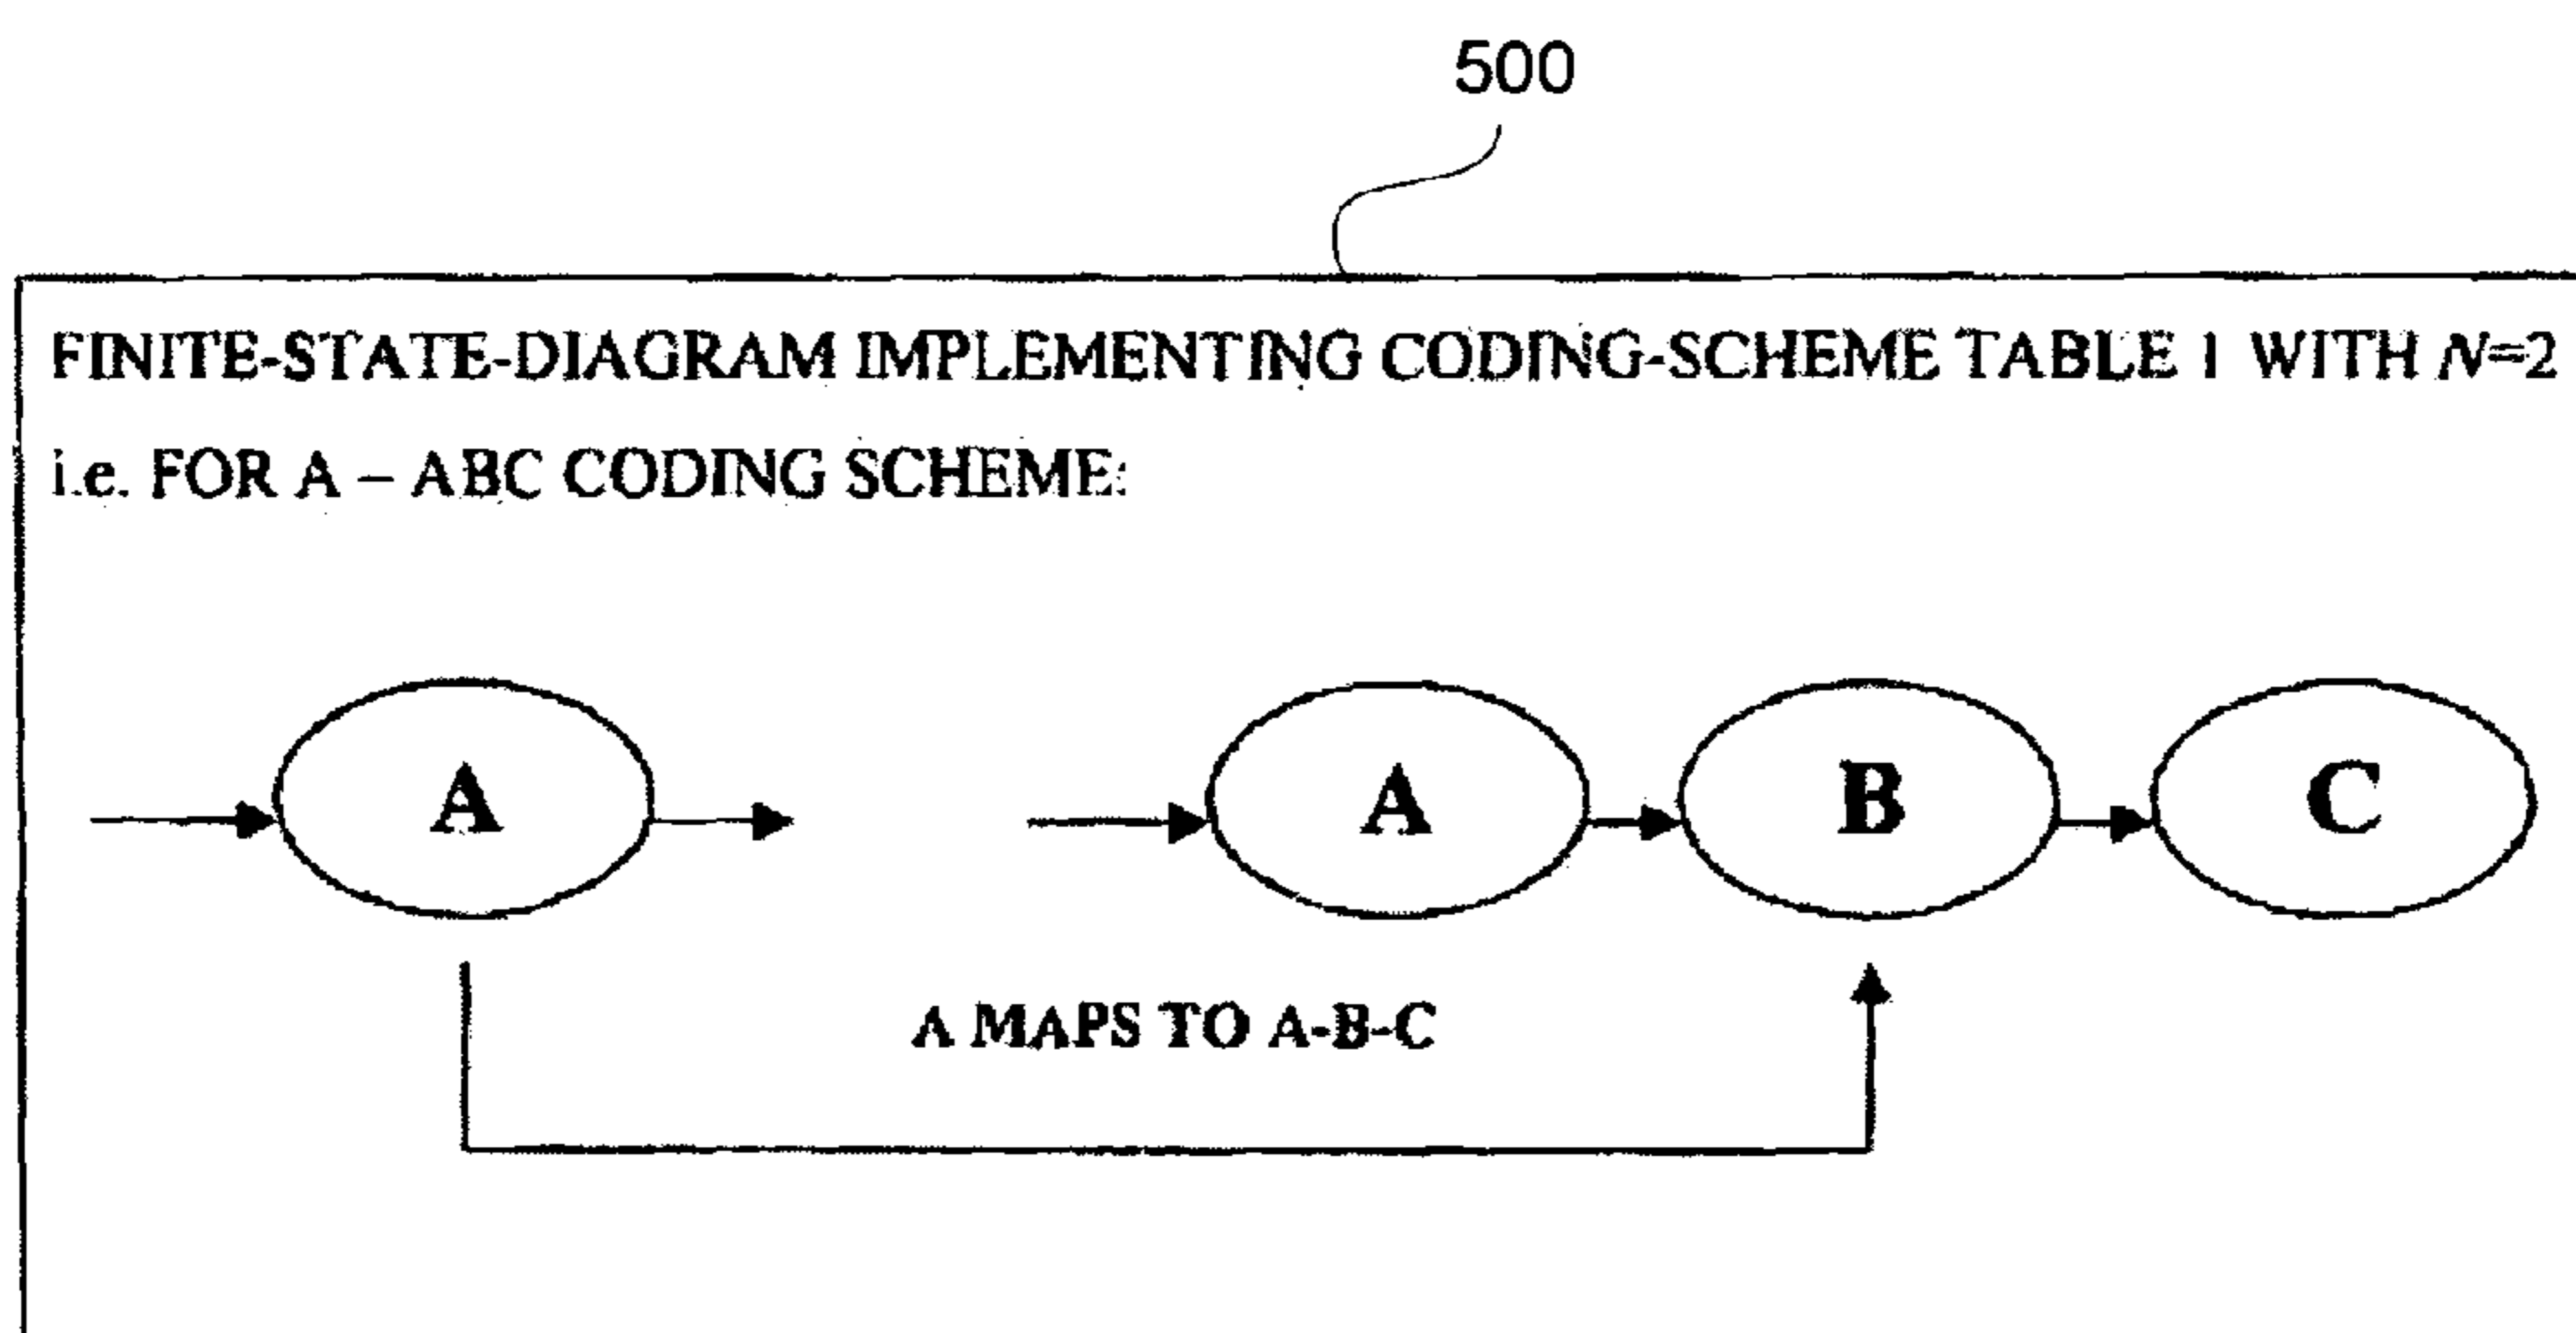 500
FINITE-STATE-DIAGRAM IMPLEMENTING CODING-SCHEME TABLE 1 WITH N=2
i.e. FOR A – ABC CODING SCHEME:
A A B C
A MAPS TO A-B-C